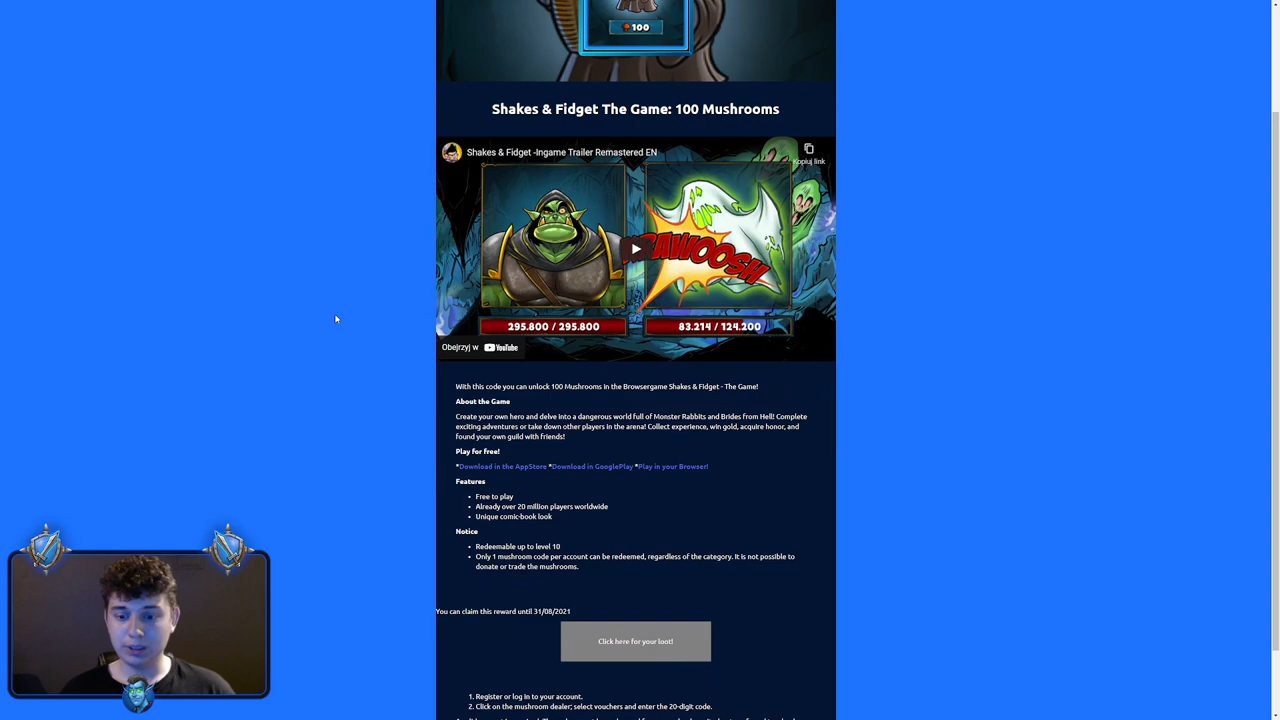 100
Shakes & Fidget The Game: 100 Mushrooms
Shakes & Fidget -Ingame Trailer Remastered EN
Kopiuj link
295.800 / 295.800
83.214 / 124.200
Obejrzyj w YouTube
With this code you can unlock 100 Mushrooms in the Browsergame Shakes & Fidget - The Game!
About the Game
Create your own hero and delve into a dangerous world full of Monster Rabbits and Brides from Hell! Complete
exciting adventures or take down other players in the arena! Collect experience, win gold, acquire honor, and
found your own guild with friends!
Play for free!
*Download in the AppStore *Download in GooglePlay *Play in your Browser!
Features
• Free to play
• Already over 20 million players worldwide
• Unique comic-book look
Notice
• Redeemable up to level 10
• Only 1 mushroom code per account can be redeemed, regardless of the category. It is not possible to
donate or trade the mushrooms.
You can claim this reward until 31/08/2021
Click here for your loot!
1. Register or log in to your account.
2. Click on the mushroom dealer; select vouchers and enter the 20-digit code.